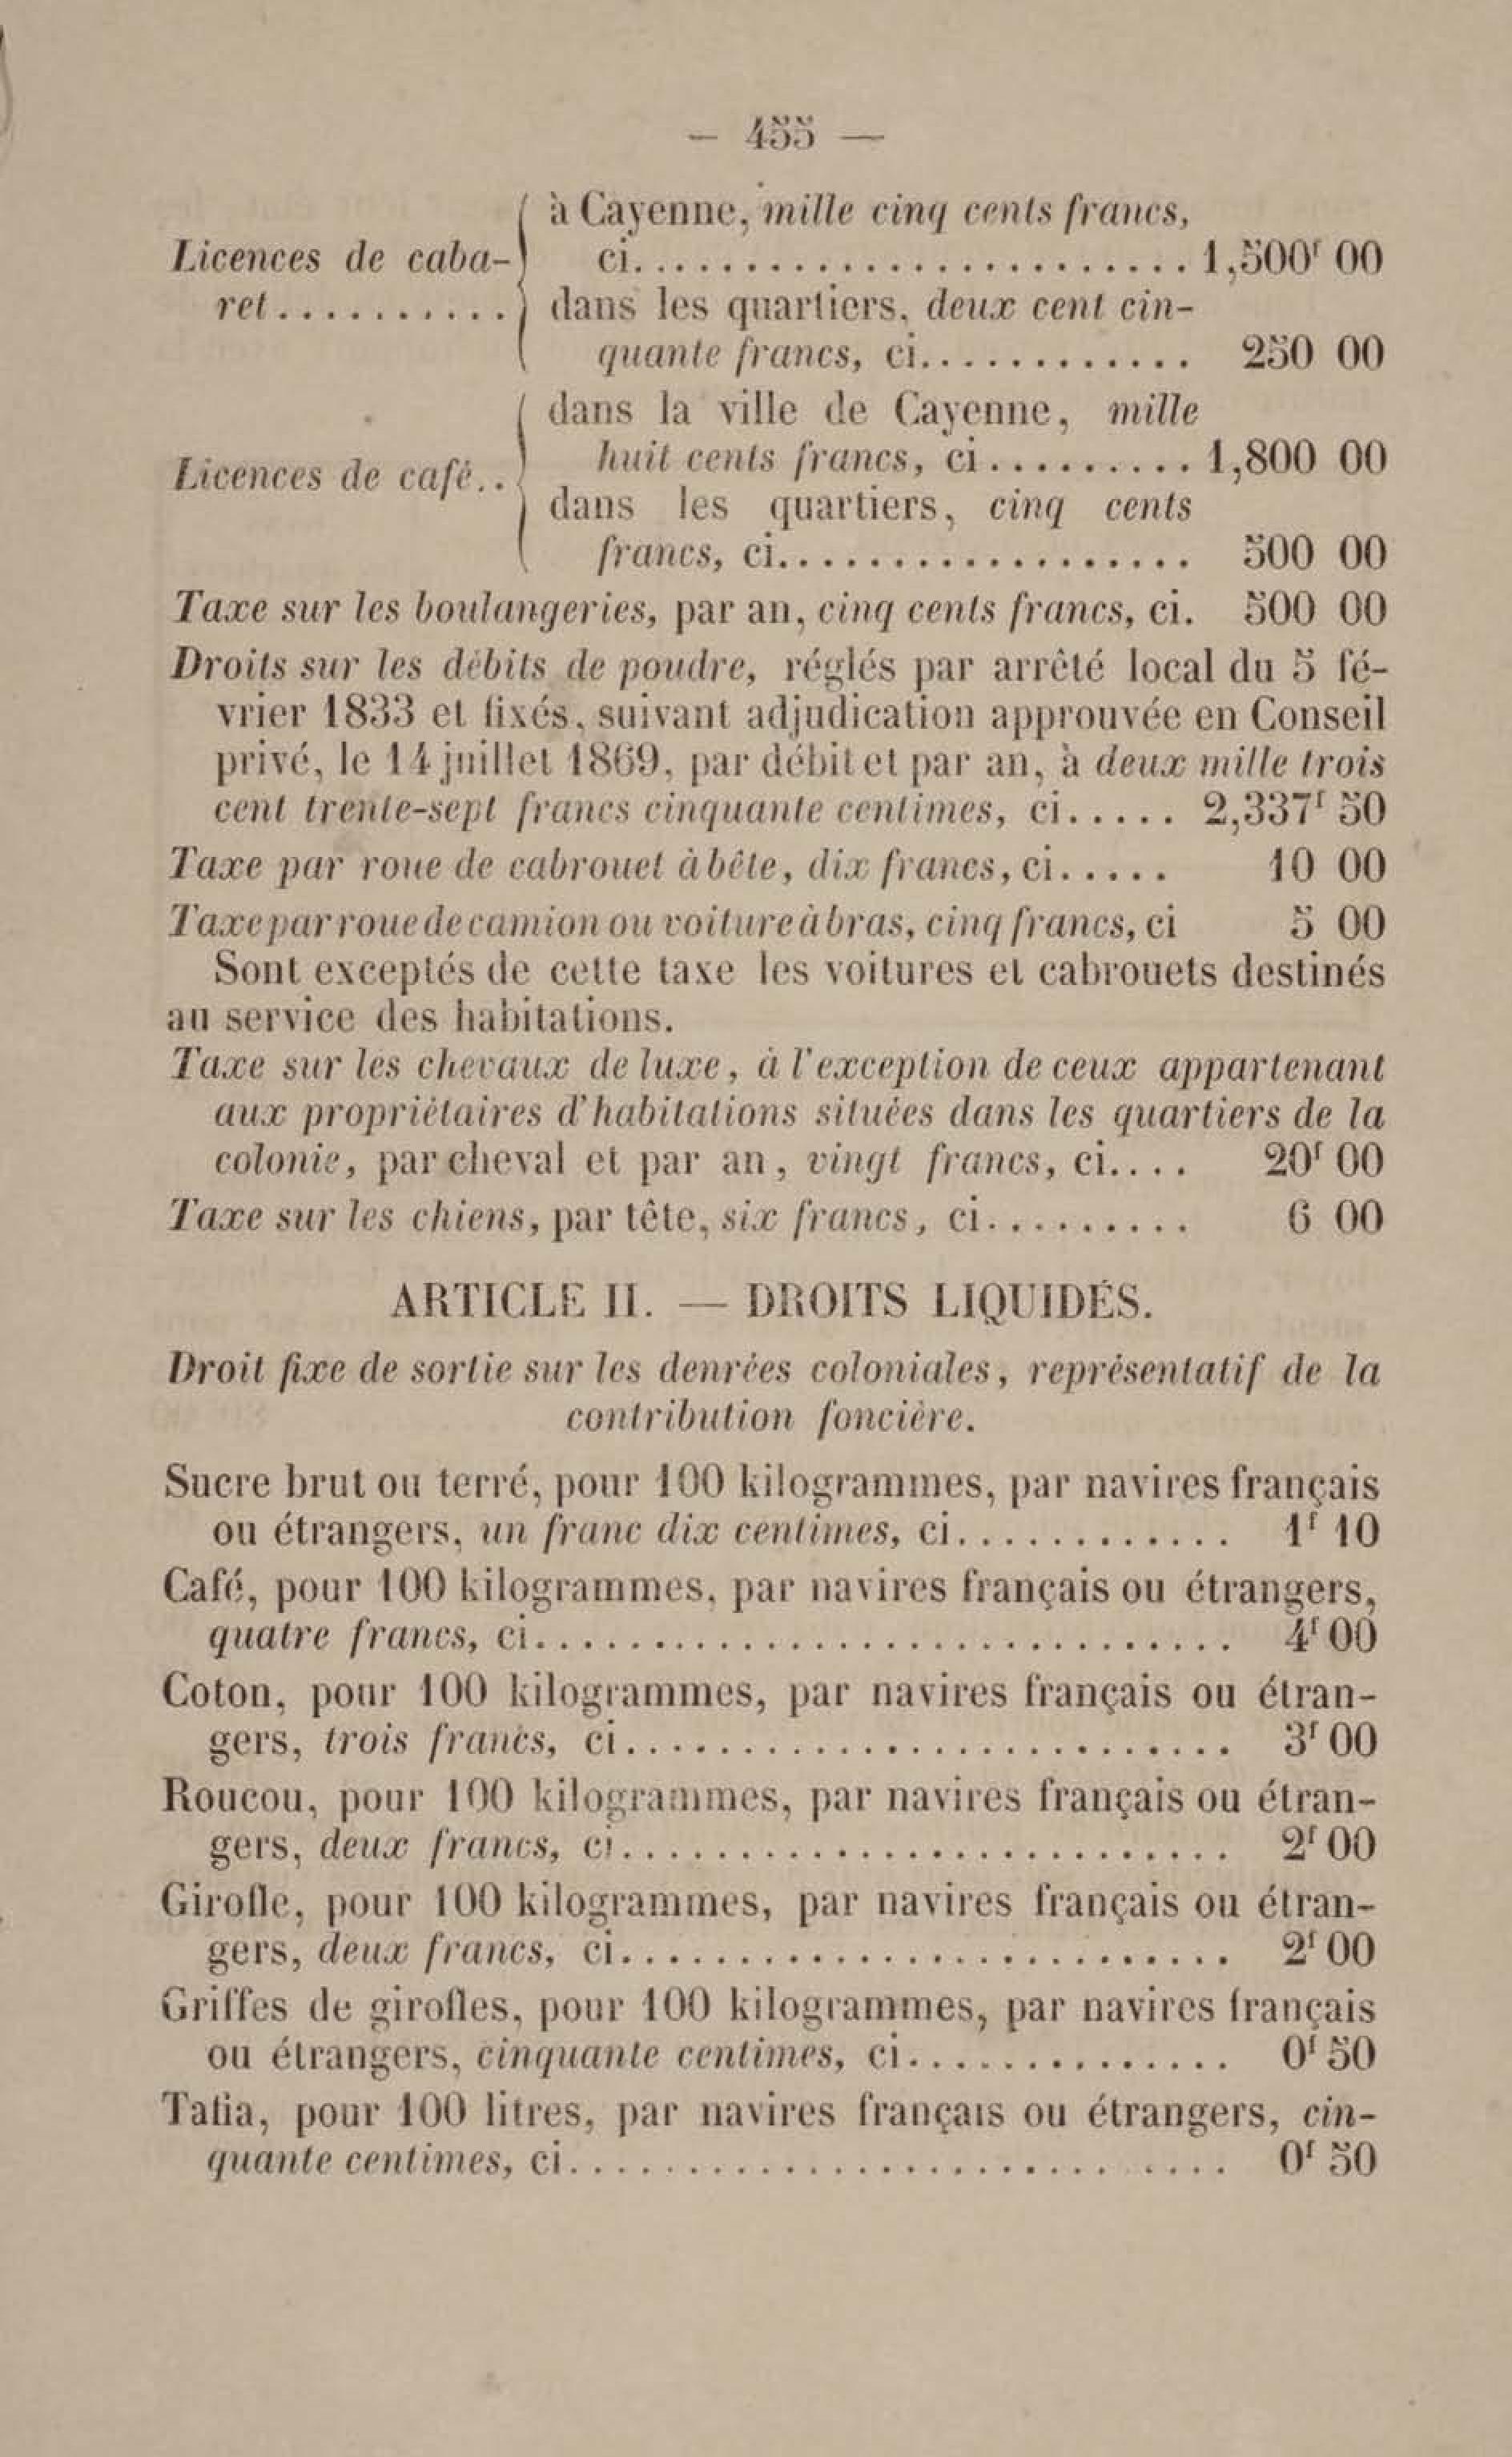 — 455 —
à Cayenne, mille cinq cents francs,
Licences de caba- ci........................ 1,500f 00
ret.......... dans les quartiers, deux cent cin-
quante francs, ci............ 250 00
dans la ville de Cayenne, mille
huit cents francs, ci......... 1,800 00
Licences de café..
dans les quartiers, cinq cents
francs, ci.................. 500 00
Taxe sur les boulangeries, par an, cinq cents francs, ci. 500 00
Droits sur les débits de poudre, réglés par arrêté local du 5 fé-
vrier 1833 et fixés, suivant adjudication approuvée en Conseil
privé, le 14 juillet 1869, par débit et par an, à deux mille trois
cent trente-sept francs cinquante centimes, ci..... 2,337f 50
Taxe par roue de cabrouet à bête, dix francs, ci..... 10 00
Taxe par roue de camion ou voiture à bras, cinq francs, ci 5 00
Sont exceptés de cette taxe les voitures et cabrouets destinés
au service des habitations.
Taxe sur les chevaux de luxe, à l'exception de ceux appartenant
aux propriétaires d'habitations situées dans les quartiers de la
colonie, par cheval et par an, vingt francs, ci.... 20f 00
Taxe sur les chiens, par tête, six francs, ci......... 6 00
ARTICLE II. — DROITS LIQUIDÉS.
Droit fixe de sortie sur les denrées coloniales, représentatif de la
contribution foncière.
Sucre brut ou terré, pour 100 kilogrammes, par navires français
ou étrangers, un franc dix centimes, ci............ 1f 10
Café, pour 100 kilogrammes, par navires français ou étrangers,
quatre francs, ci.............................. 4f 00
Coton, pour 100 kilogrammes, par navires français ou étran-
gers, trois francs, ci.......................... 3f 00
Roucou, pour 100 kilogrammes, par navires français ou étran-
gers, deux francs, ci.......................... 2f 00
Girofle, pour 100 kilogrammes, par navires français ou étran-
gers, deux francs, ci.......................... 2f 00
Griffes de girofles, pour 100 kilogrammes, par navires français
ou étrangers, cinquante centimes, ci.............. 0f 50
Tafia, pour 100 litres, par navires français ou étrangers, cin-
quante centimes, ci............................ 0f 50